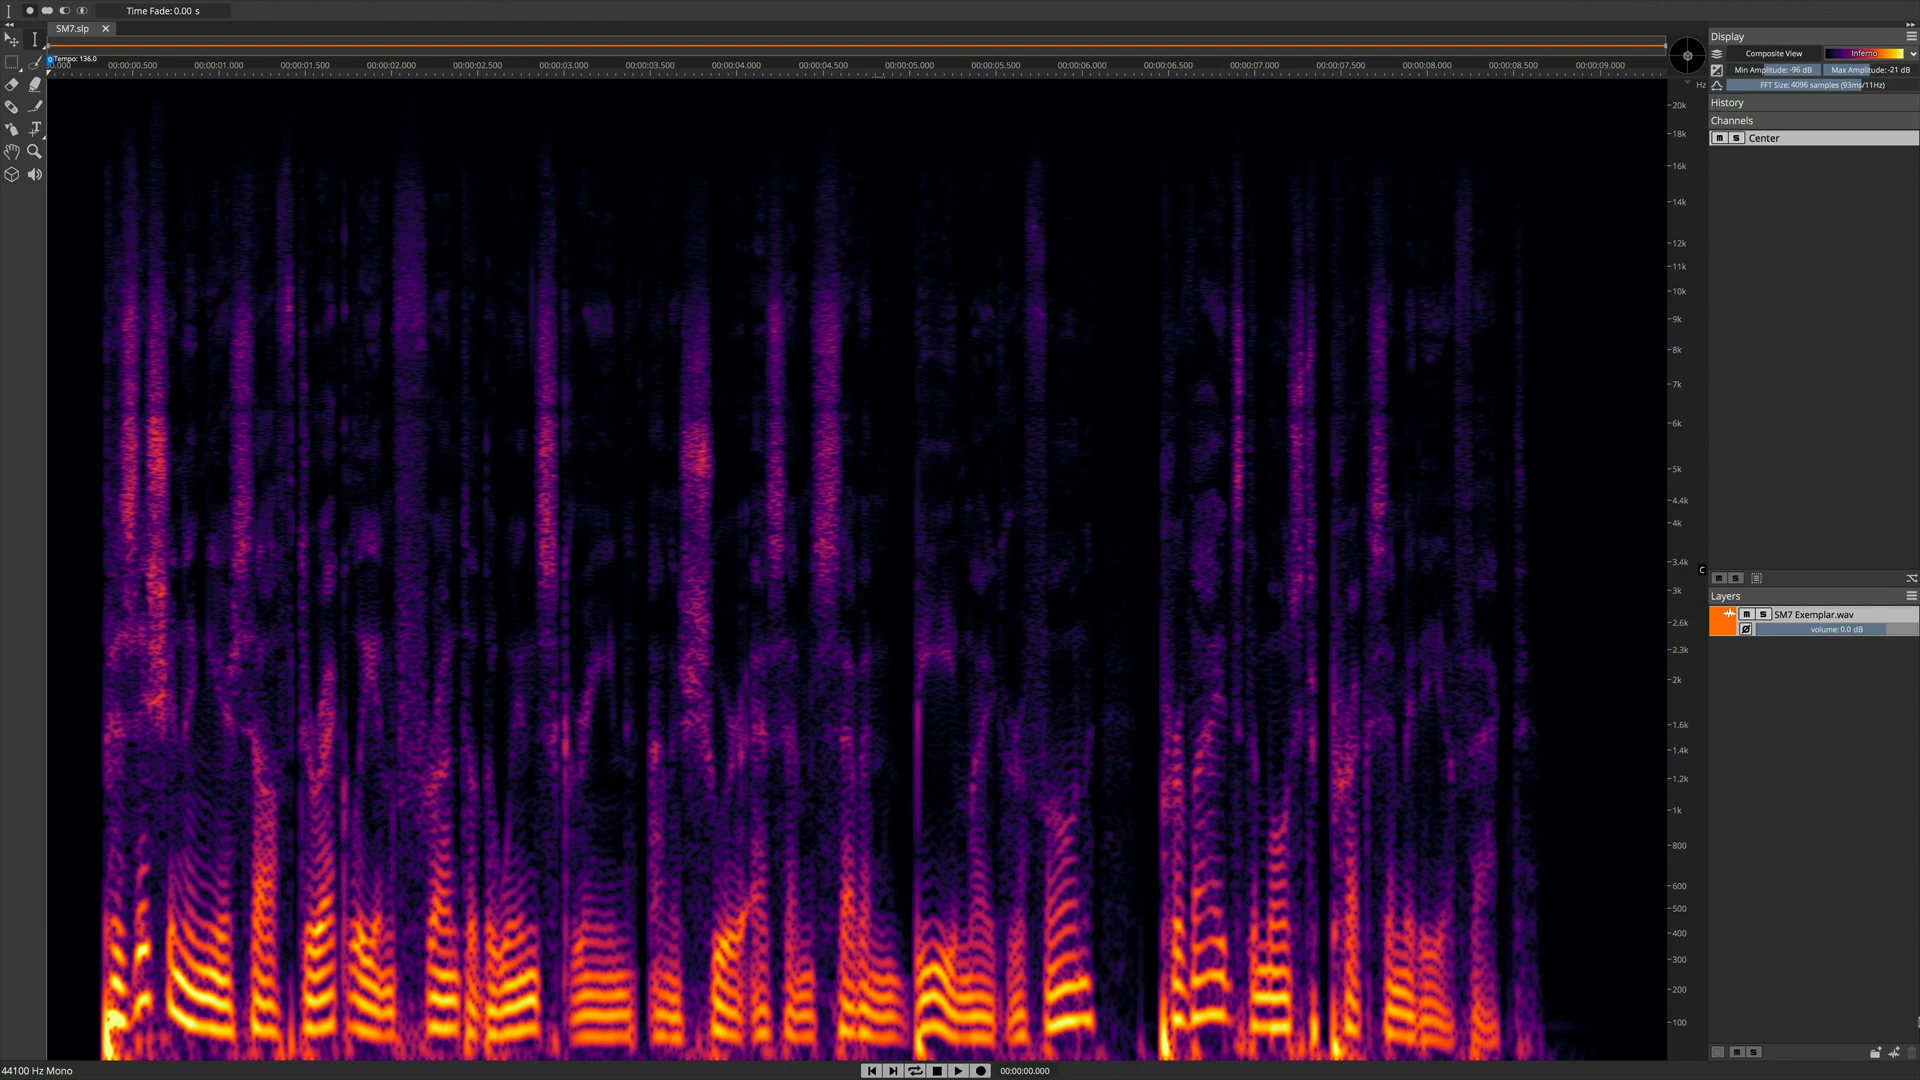 Time Fade: 0.00 s
SM7.slp
Tempo: 136.0
00:00:00.500 00:00:01.000 00:00:01.500 00:00:02.000 00:00:02.500 00:00:03.000 00:00:03.500 00:00:04.000 00:00:04.500 00:00:05.000 00:00:05.500 00:00:06.000 00:00:06.500 00:00:07.000 00:00:07.500 00:00:08.000 00:00:08.500 00:00:09.000
Hz
20k
18k
16k
14k
12k
11k
10k
9k
8k
7k
6k
5k
4.4k
4k
3.4k
3k
2.6k
2.3k
2k
1.6k
1.4k
1.2k
1k
800
600
500
400
300
200
100
C
Display
Composite View Inferno
Min Amplitude: -96 dB Max Amplitude: -21 dB
FFT Size: 4096 samples (93ms/11Hz)
History
Channels
m s Center
m s
Layers
m s SM7 Exemplar.wav
volume: 0.0 dB
m s
44100 Hz Mono
00:00:00.000